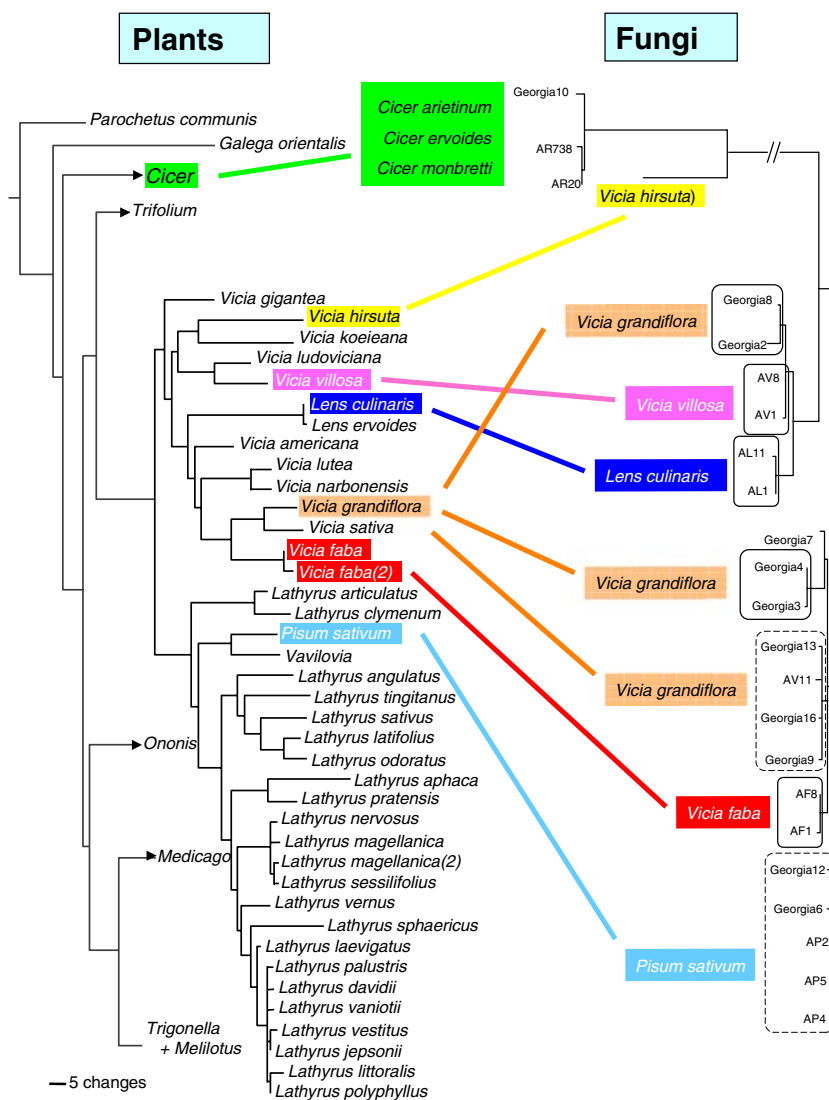 Plants
Fungi
Parochetus communis
Galega orientalis
Cicer
Trifolium
Cicer arietinum
Cicer ervoides
Cicer monbretti
Georgia10
AR738
AR20
Vicia hirsuta)
Vicia gigantea
Vicia hirsuta
Vicia koeieana
Vicia ludoviciana
Vicia villosa
Lens culinaris
Lens ervoides
Vicia americana
Vicia lutea
Vicia narbonensis
Vicia grandiflora
Vicia sativa
Vicia faba
Vicia faba(2)
Lathyrus articulatus
Lathyrus clymenum
Pisum sativum
Vavilovia
Lathyrus angulatus
Lathyrus tingitanus
Lathyrus sativus
Lathyrus latifolius
Lathyrus odoratus
Ononis
Lathyrus aphaca
Lathyrus pratensis
Lathyrus nervosus
Lathyrus magellanica
Medicago
Lathyrus magellanica(2)
Lathyrus sessilifolius
Lathyrus vernus
Lathyrus sphaericus
Lathyrus laevigatus
Lathyrus palustris
Lathyrus davidii
Lathyrus vaniotii
Lathyrus vestitus
Lathyrus jepsonii
Lathyrus littoralis
Lathyrus polyphyllus
Trigonella
+ Melilotus
5 changes
Vicia grandiflora
Georgia8
Georgia2
Vicia villosa
AV8
AV1
Lens culinaris
AL11
AL1
Georgia7
Vicia grandiflora
Georgia4
Georgia3
Vicia grandiflora
Georgia13
AV11
Georgia16
Georgia9
Vicia faba
AF8
AF1
Pisum sativum
Georgia12
Georgia6
AP2
AP5
AP4